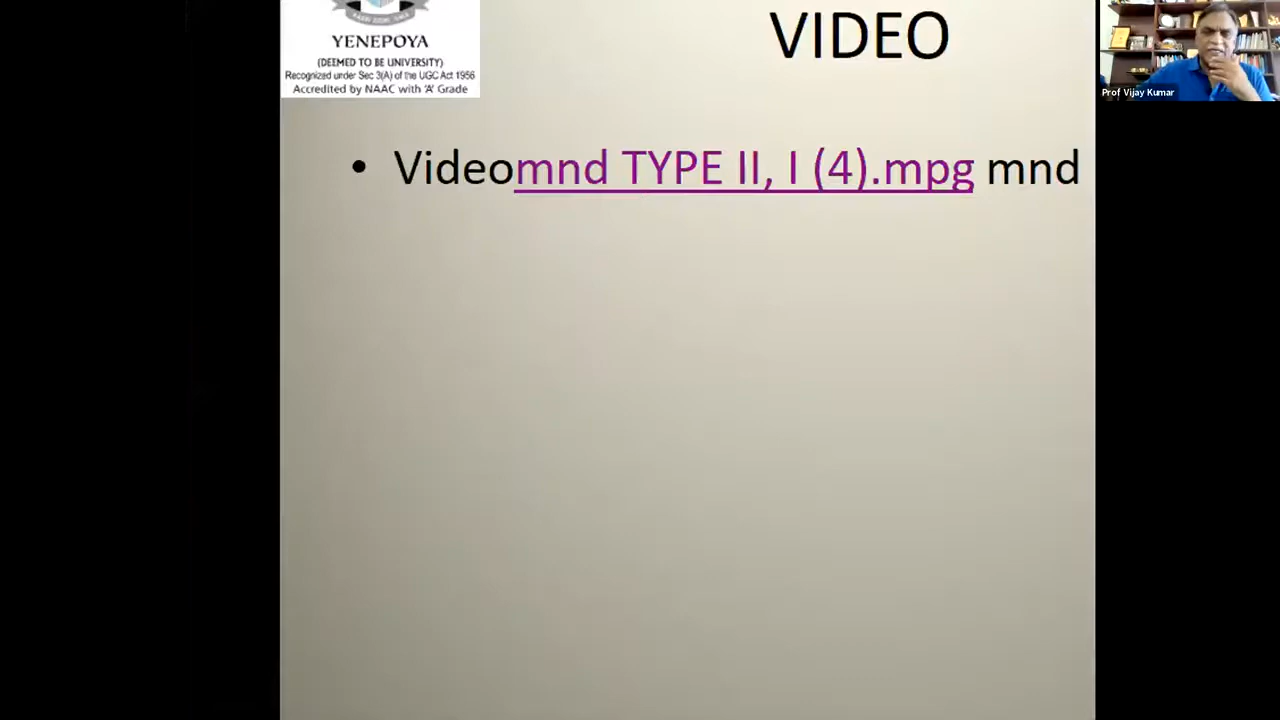 YENEPOYA
(DEEMED TO BE UNIVERSITY)
Recognized under Sec 3(A) of the UGC Act 1956
Accredited by NAAC with 'A' Grade
VIDEO
• Videomnd TYPE II, I (4).mpg mnd
Prof Vijay Kumar